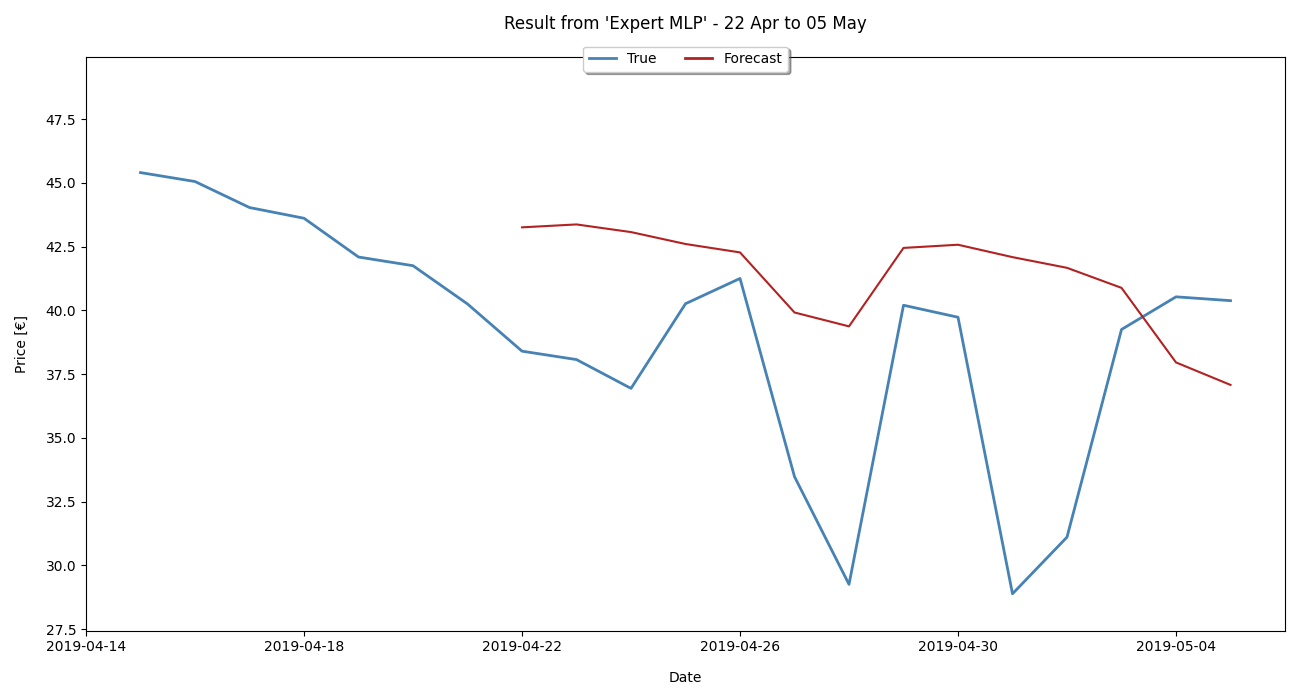 Result from 'Expert MLP' - 22 Apr to 05 May
True Forecast
47.5
45.0
42.5
40.0
37.5
35.0
32.5
30.0
27.5
Price [€]
2019-04-14 2019-04-18 2019-04-22 2019-04-26 2019-04-30 2019-05-04
Date